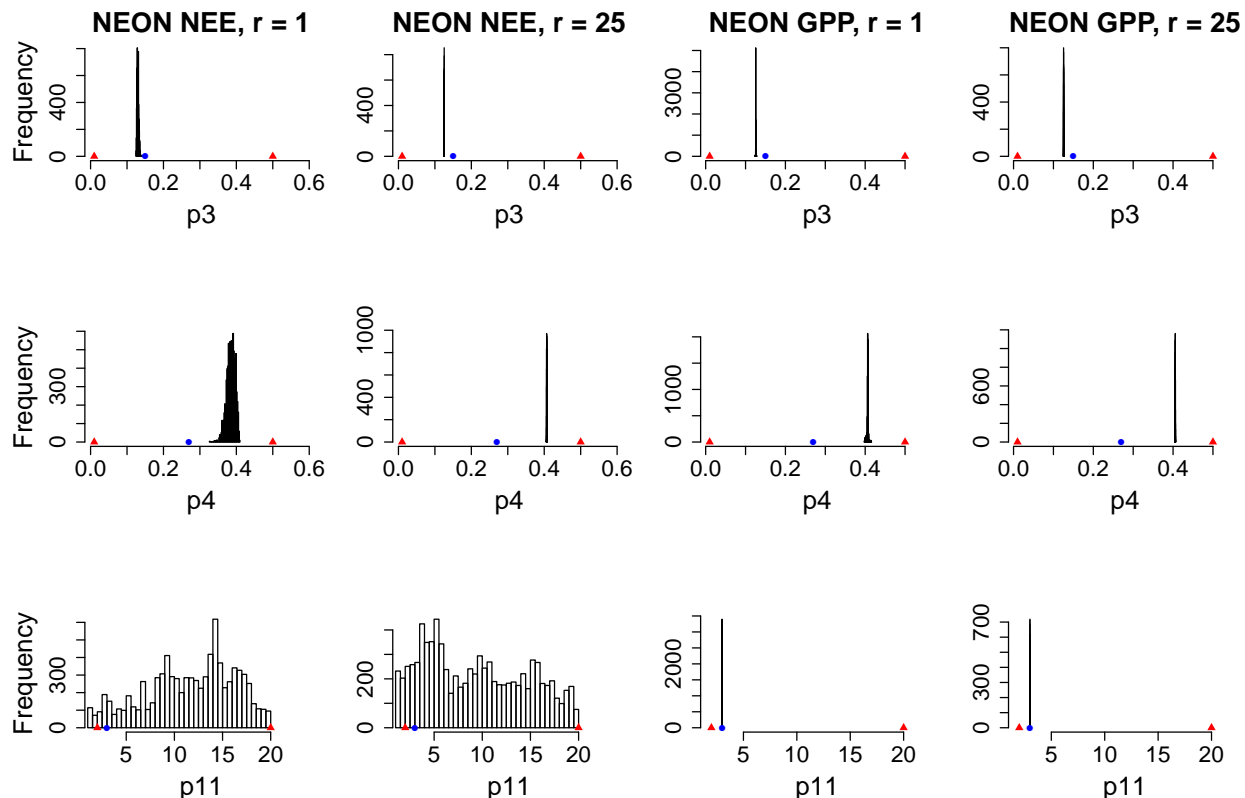 NEON NEE, r = 1
NEON NEE, r = 25
NEON GPP, r = 1
NEON GPP, r = 25
Frequency
0 400
0.0 0.2 0.4 0.6
p3
0 400
0.0 0.2 0.4 0.6
p3
0 3000
0.0 0.2 0.4
p3
0 400
0.0 0.2 0.4
p3
Frequency
0 300
0.0 0.2 0.4 0.6
p4
0 400 1000
0.0 0.2 0.4 0.6
p4
0 1000
0.0 0.2 0.4
p4
0 600
0.0 0.2 0.4
p4
Frequency
0 300
5 10 15 20
p11
0 200
5 10 15 20
p11
0 2000
5 10 15 20
p11
0 300 700
5 10 15 20
p11